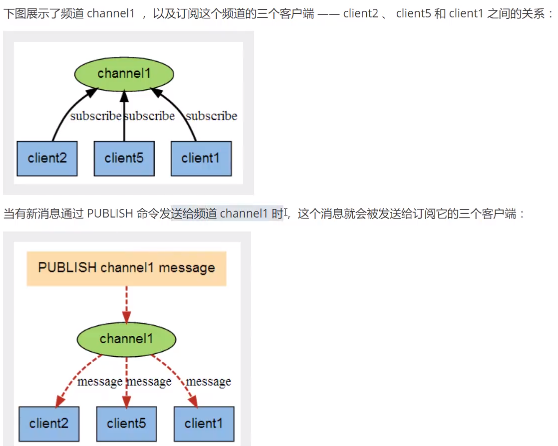 下图展示了频道 channel1 ，以及订阅这个频道的三个客户端 —— client2 、 client5 和 client1 之间的关系：
channel1
subscribe subscribe subscribe
client2 client5 client1
当有新消息通过 PUBLISH 命令发送给频道 channel1 时， 这个消息就会被发送给订阅它的三个客户端：
PUBLISH channel1 message
channel1
message message message
client2 client5 client1